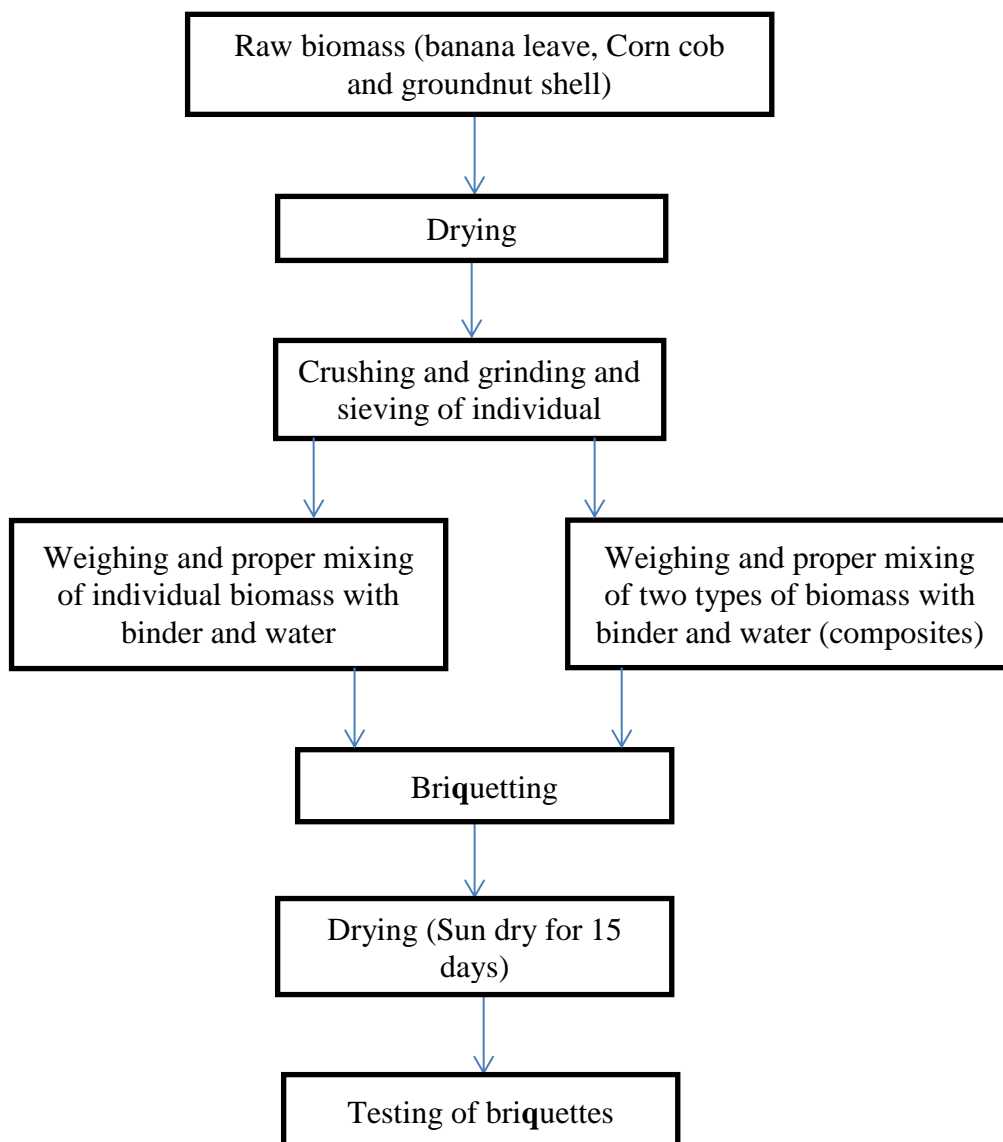 Raw biomass (banana leave, Corn cob
and groundnut shell)
Drying
Crushing and grinding and
sieving of individual
Weighing and proper mixing
of individual biomass with
binder and water
Weighing and proper mixing
of two types of biomass with
binder and water (composites)
Briquetting
Drying (Sun dry for 15
days)
Testing of briquettes